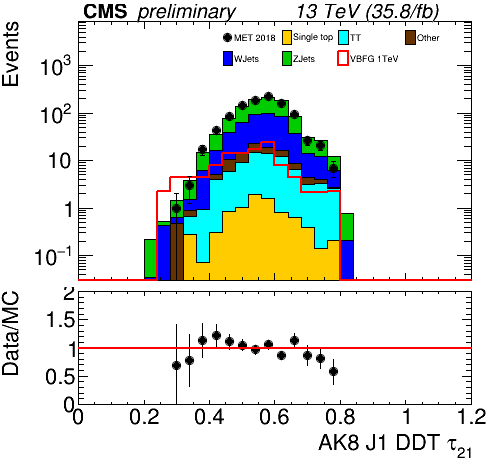 CMS preliminary 13 TeV (35.8/fb)
MET 2018 Single top TT Other
WJets ZJets VBFG 1TeV
Events
10³
10²
10
1
10⁻¹
Data/MC
2
1.5
1
0.5
0
0 0.2 0.4 0.6 0.8 1 1.2
AK8 J1 DDT τ₂₁